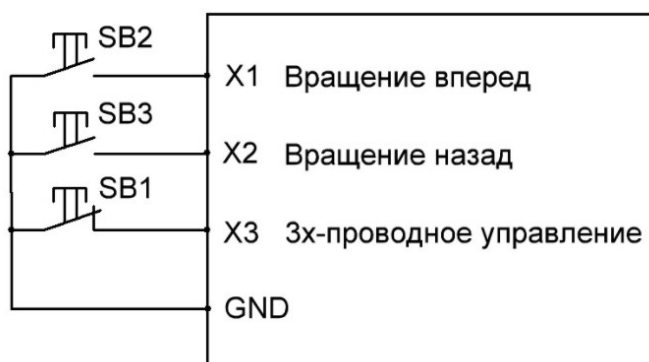 SB2
X1 Вращение вперед
SB3
X2 Вращение назад
SB1
X3 3х-проводное управление
GND